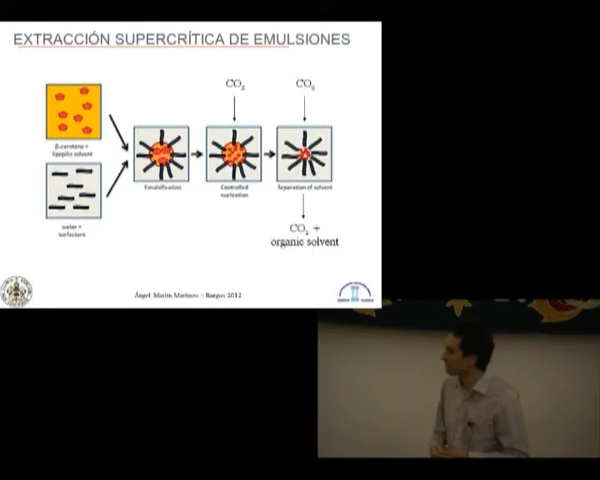 EXTRACCIÓN SUPERCRÍTICA DE EMULSIONES
CO2
CO2
β-carotene +
lipophilic solvent
Emulsification
Controlled
nucleation
Separation of solvent
water +
surfactant
CO2 +
organic solvent
Ángel Martín Martínez – Burgos 2012